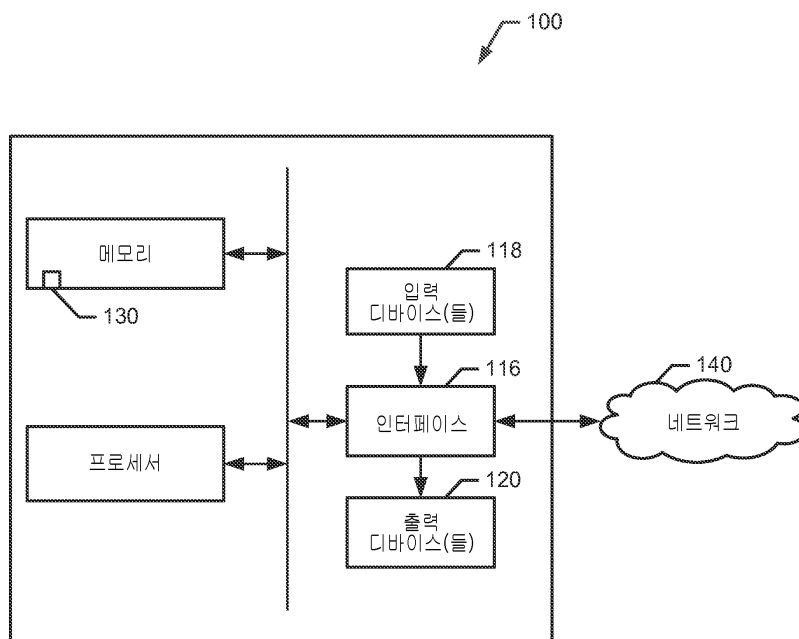 100
메모리
130
118
입력
디바이스(들)
116
인터페이스
140
네트워크
프로세서
120
출력
디바이스(들)